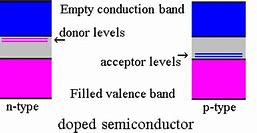 Empty conduction band
donor levels
acceptor levels
Filled valence band
n-type
p-type
doped semiconductor